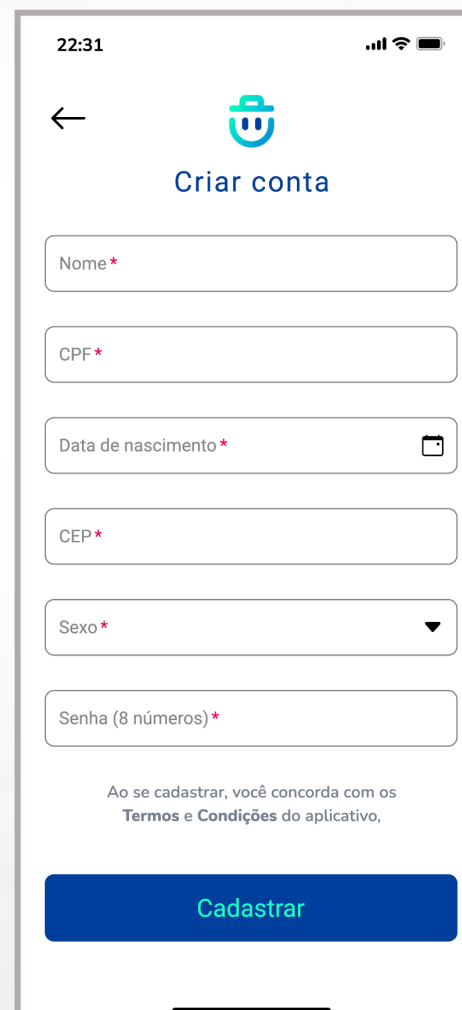 22:31
Criar conta
Nome*
CPF*
Data de nascimento*
CEP*
Sexo*
Senha (8 números)*
Ao se cadastrar, você concorda com os
Termos e Condições do aplicativo,
Cadastrar